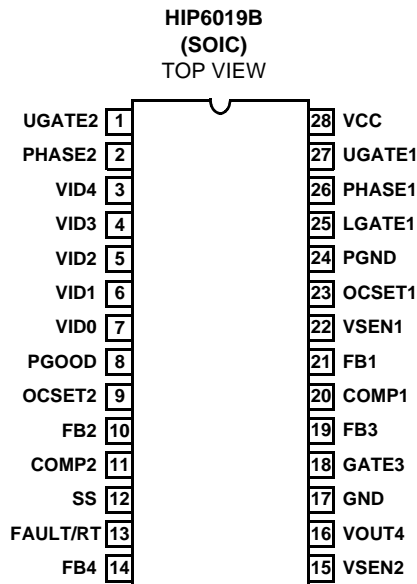 HIP6019B
(SOIC)
TOP VIEW
UGATE2 1 28 VCC
PHASE2 2 27 UGATE1
VID4 3 26 PHASE1
VID3 4 25 LGATE1
VID2 5 24 PGND
VID1 6 23 OCSET1
VID0 7 22 VSEN1
PGOOD 8 21 FB1
OCSET2 9 20 COMP1
FB2 10 19 FB3
COMP2 11 18 GATE3
SS 12 17 GND
FAULT/RT 13 16 VOUT4
FB4 14 15 VSEN2